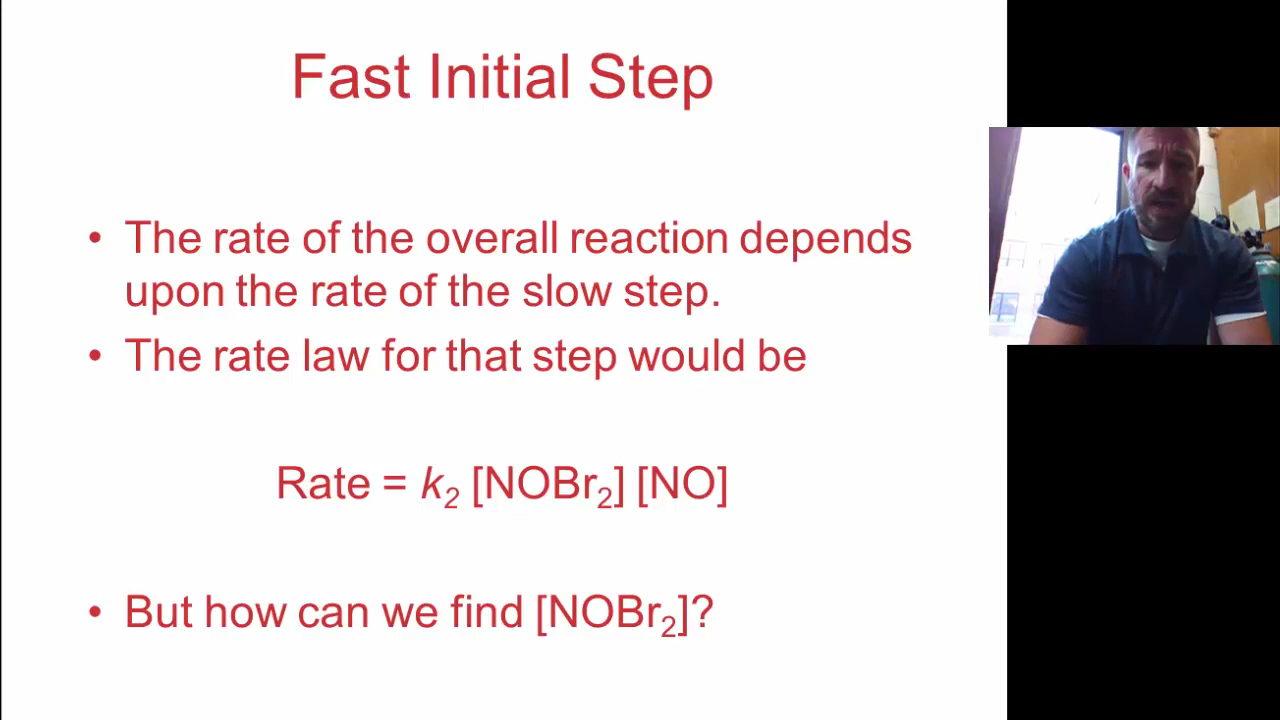 Fast Initial Step
• The rate of the overall reaction depends
upon the rate of the slow step.
• The rate law for that step would be
Rate = k₂ [NOBr₂] [NO]
• But how can we find [NOBr₂]?